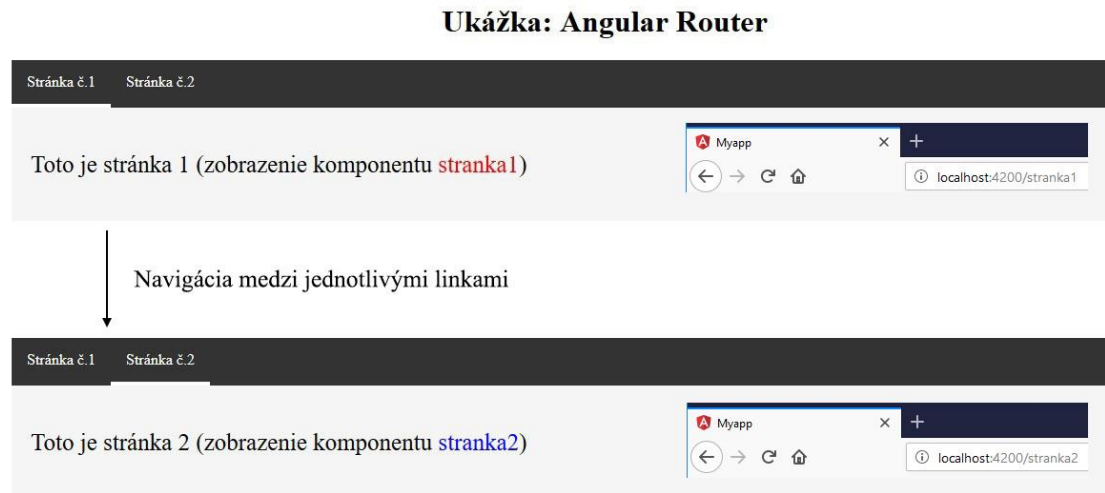 Ukážka: Angular Router
Stránka č.1 Stránka č.2
Toto je stránka 1 (zobrazenie komponentu stranka1)
Myapp
localhost:4200/stranka1
Navigácia medzi jednotlivými linkami
Stránka č.1 Stránka č.2
Toto je stránka 2 (zobrazenie komponentu stranka2)
Myapp
localhost:4200/stranka2